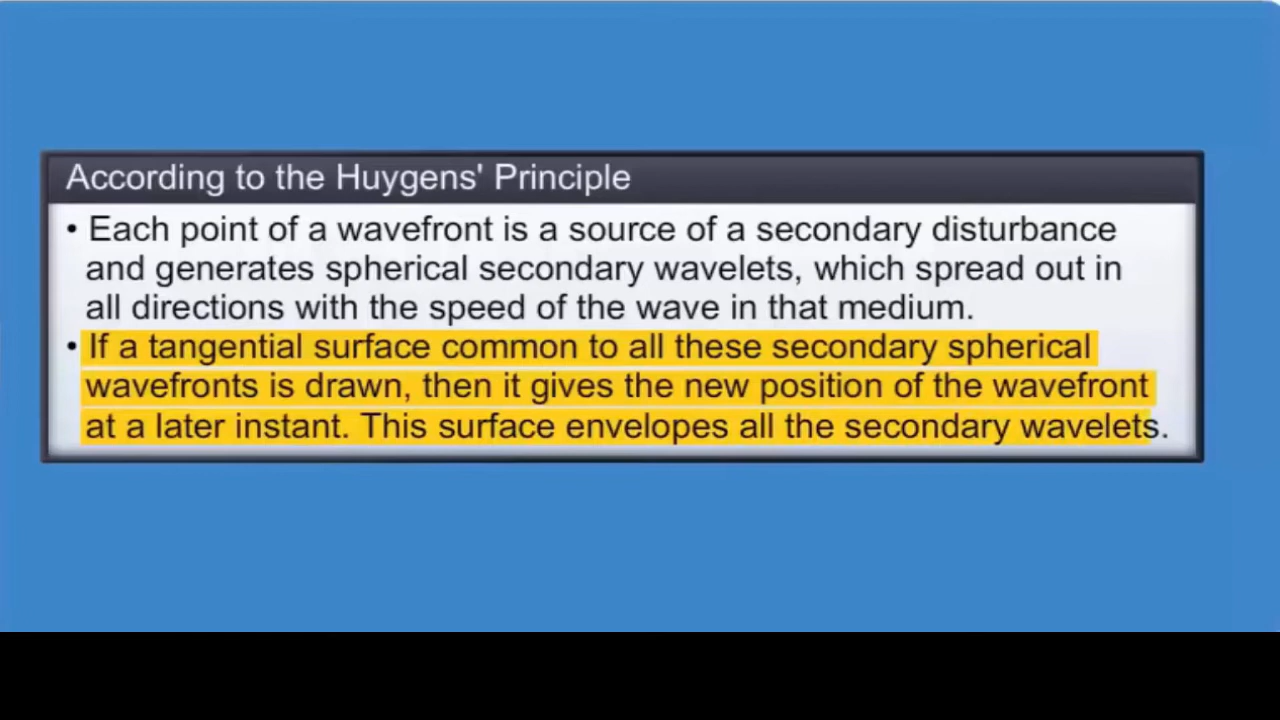 According to the Huygens' Principle
• Each point of a wavefront is a source of a secondary disturbance
and generates spherical secondary wavelets, which spread out in
all directions with the speed of the wave in that medium.
• If a tangential surface common to all these secondary spherical
wavefronts is drawn, then it gives the new position of the wavefront
at a later instant. This surface envelopes all the secondary wavelets.